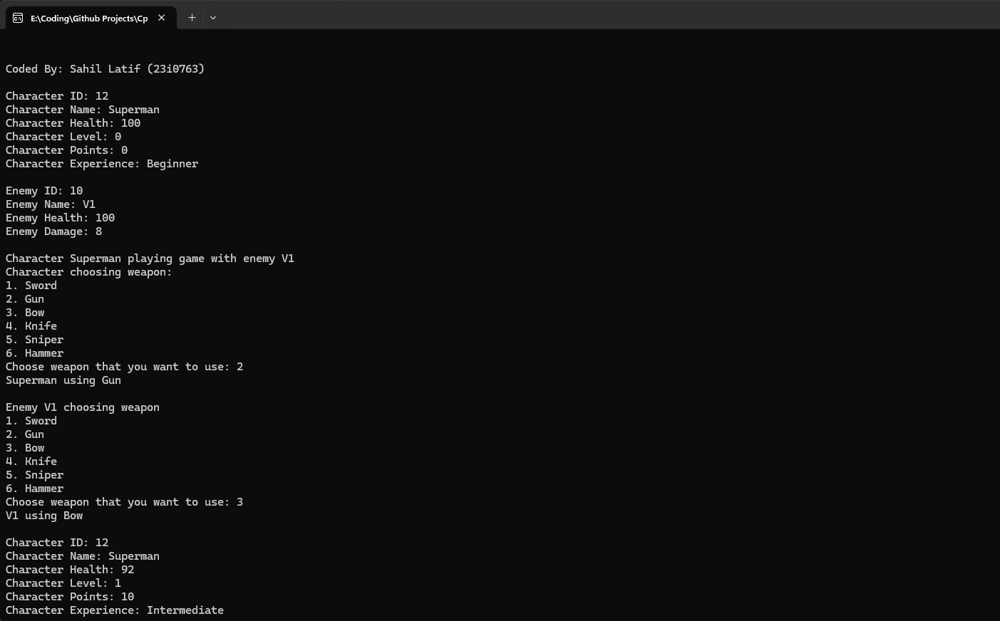 E:\Coding\Github Projects\Cp
Coded By: Sahil Latif (23i0763)
Character ID: 12
Character Name: Superman
Character Health: 100
Character Level: 0
Character Points: 0
Character Experience: Beginner
Enemy ID: 10
Enemy Name: V1
Enemy Health: 100
Enemy Damage: 8
Character Superman playing game with enemy V1
Character choosing weapon:
1. Sword
2. Gun
3. Bow
4. Knife
5. Sniper
6. Hammer
Choose weapon that you want to use: 2
Superman using Gun
Enemy V1 choosing weapon
1. Sword
2. Gun
3. Bow
4. Knife
5. Sniper
6. Hammer
Choose weapon that you want to use: 3
V1 using Bow
Character ID: 12
Character Name: Superman
Character Health: 92
Character Level: 1
Character Points: 10
Character Experience: Intermediate